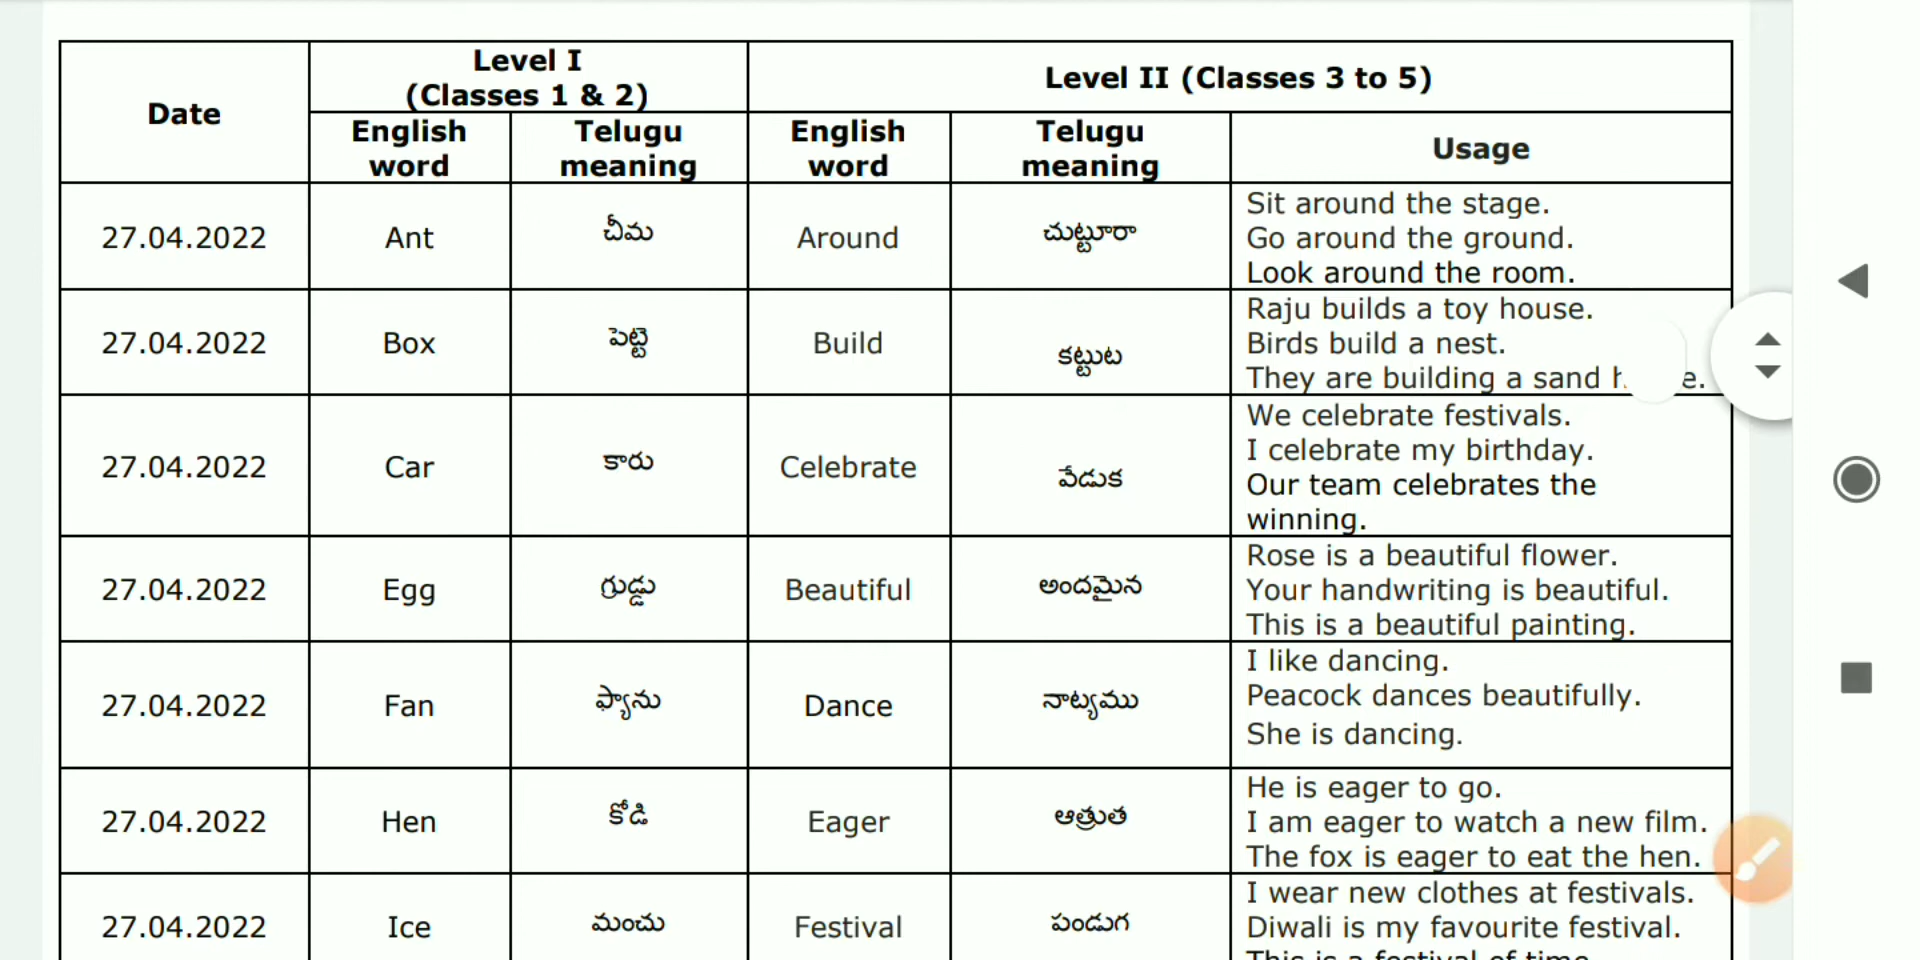 Date
Level I
(Classes 1 & 2)
Level II (Classes 3 to 5)
English
word
Telugu
meaning
English
word
Telugu
meaning
Usage
27.04.2022
Ant
చీమ
Around
చుట్టూరా
Sit around the stage.
Go around the ground.
Look around the room.
27.04.2022
Box
పెట్టె
Build
కట్టుట
Raju builds a toy house.
Birds build a nest.
They are building a sand
27.04.2022
Car
కారు
Celebrate
వేడుక
We celebrate festivals.
I celebrate my birthday.
Our team celebrates the
winning.
27.04.2022
Egg
గ్రుడ్డు
Beautiful
అందమైన
Rose is a beautiful flower.
Your handwriting is beautiful.
This is a beautiful painting.
27.04.2022
Fan
ఫ్యాను
Dance
నాట్యము
I like dancing.
Peacock dances beautifully.
She is dancing.
27.04.2022
Hen
కోడి
Eager
ఆత్రుత
He is eager to go.
I am eager to watch a new film.
The fox is eager to eat the hen.
27.04.2022
Ice
మంచు
Festival
పండుగ
I wear new clothes at festivals.
Diwali is my favourite festival.
This is a festival of time